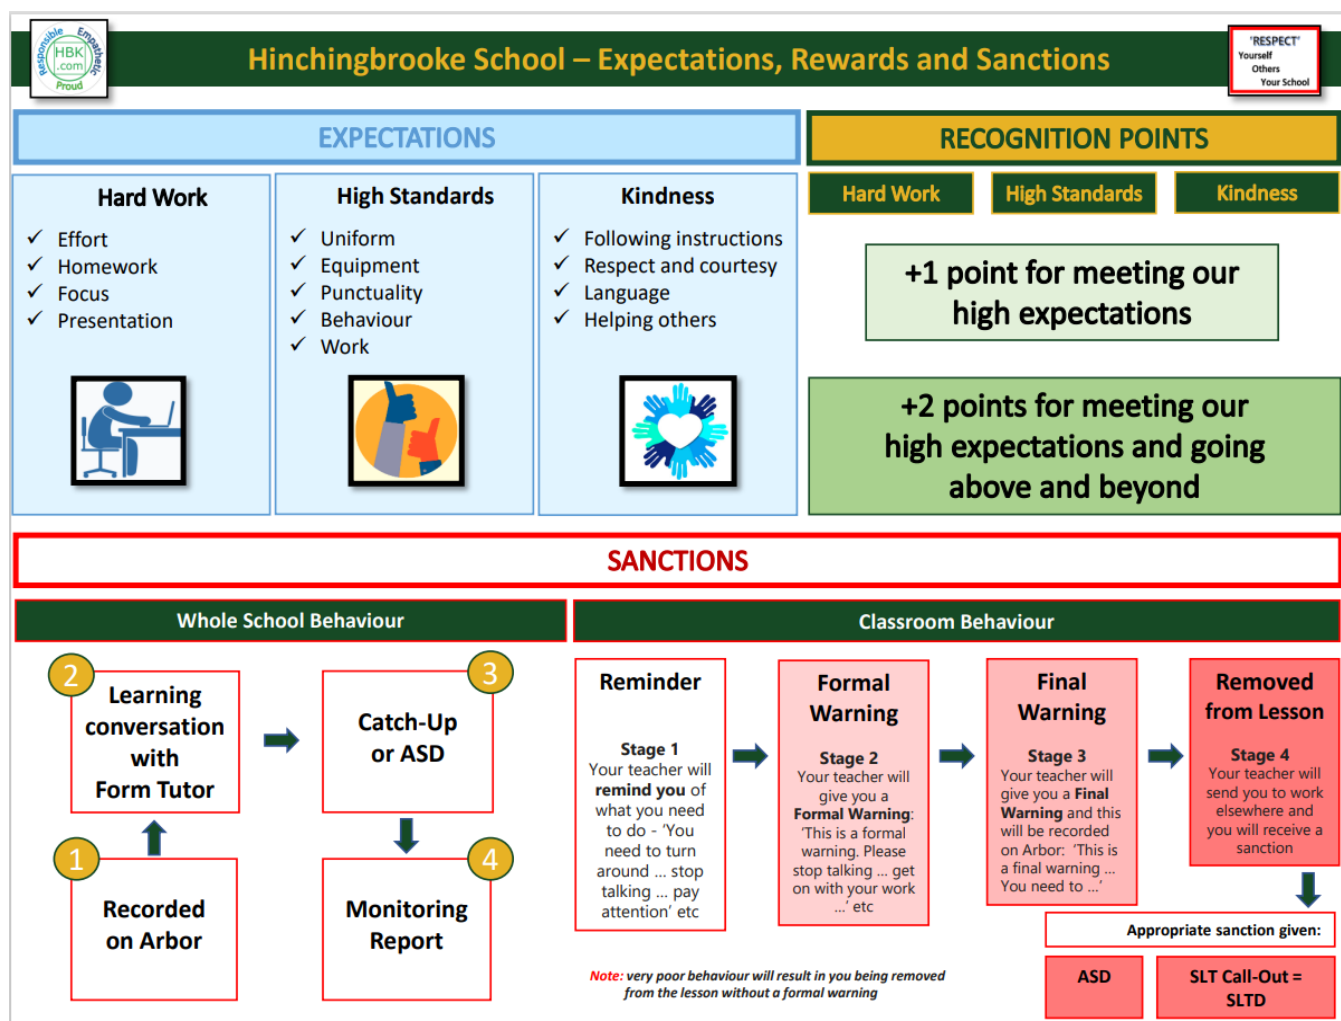 Responsible
Empathetic
HBK
.com
Proud
Hinchingbrooke School – Expectations, Rewards and Sanctions
'RESPECT'
Yourself
Others
Your School
EXPECTATIONS
Hard Work
✓ Effort
✓ Homework
✓ Focus
✓ Presentation
High Standards
✓ Uniform
✓ Equipment
✓ Punctuality
✓ Behaviour
✓ Work
Kindness
✓ Following instructions
✓ Respect and courtesy
✓ Language
✓ Helping others
RECOGNITION POINTS
Hard Work
High Standards
Kindness
+1 point for meeting our
high expectations
+2 points for meeting our
high expectations and going
above and beyond
SANCTIONS
Whole School Behaviour
1
Recorded
on Arbor
2
Learning
conversation
with
Form Tutor
3
Catch-Up
or ASD
4
Monitoring
Report
Classroom Behaviour
Reminder
Stage 1
Your teacher will
remind you of
what you need
to do - 'You
need to turn
around ... stop
talking ... pay
attention' etc
Formal
Warning
Stage 2
Your teacher will
give you a
Formal Warning:
'This is a formal
warning. Please
stop talking ... get
on with your work
...' etc
Final
Warning
Stage 3
Your teacher will
give you a Final
Warning and this
will be recorded
on Arbor: 'This is
a final warning ...
You need to ...'
Removed
from Lesson
Stage 4
Your teacher will
send you to work
elsewhere and
you will receive a
sanction
Appropriate sanction given:
ASD
SLT Call-Out =
SLTD
Note: very poor behaviour will result in you being removed
from the lesson without a formal warning